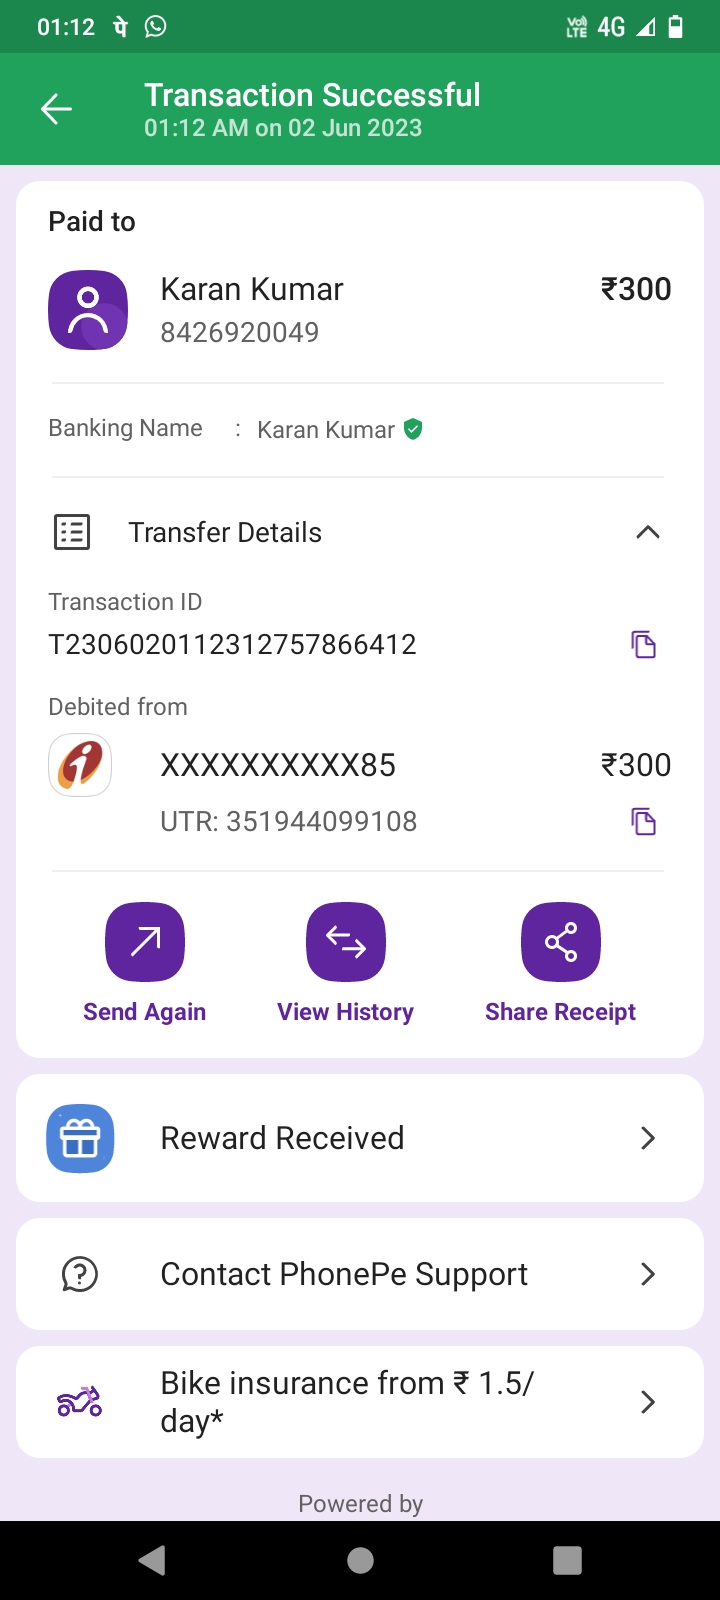 01:12 पे Vo) LTE 4G
Transaction Successful
01:12 AM on 02 Jun 2023
Paid to
Karan Kumar ₹300
8426920049
Banking Name : Karan Kumar
Transfer Details
Transaction ID
T2306020112312757866412
Debited from
XXXXXXXXXX85 ₹300
UTR: 351944099108
Send Again View History Share Receipt
Reward Received
Contact PhonePe Support
Bike insurance from ₹ 1.5/
day*
Powered by